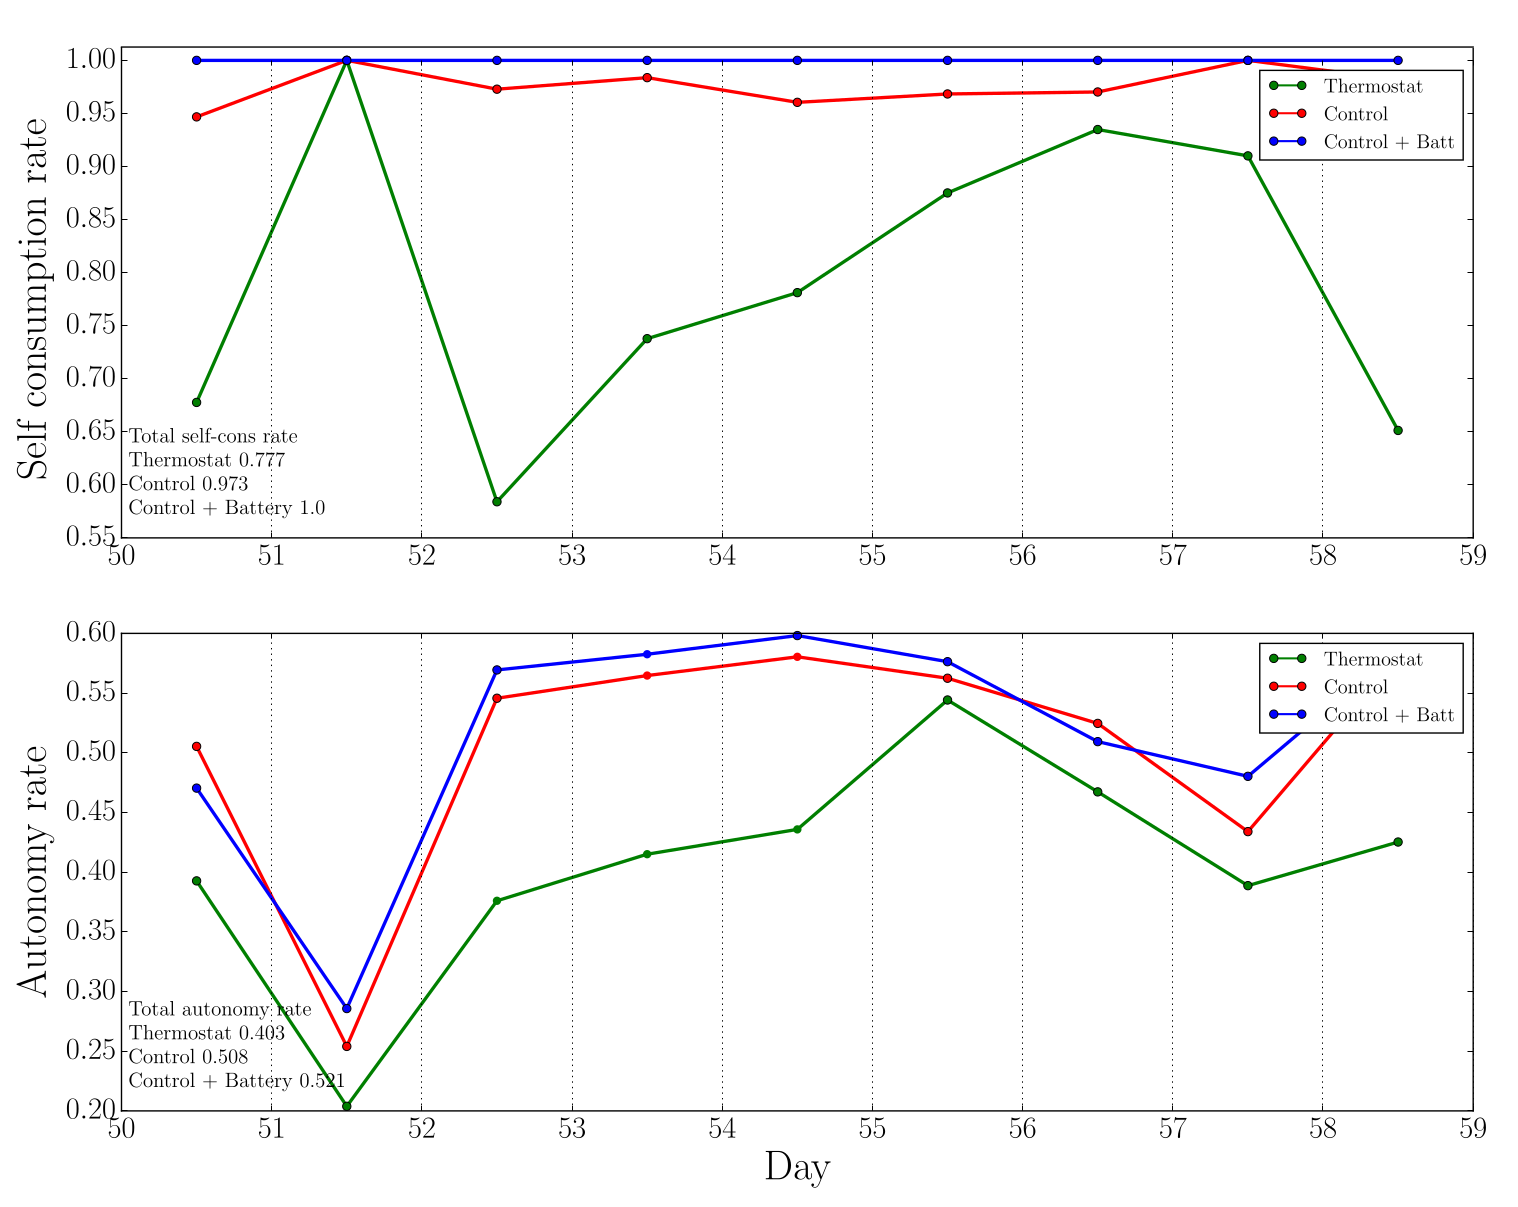 Self consumption rate
1.00
0.95
0.90
0.85
0.80
0.75
0.70
0.65
0.60
0.55
Thermostat
Control
Control + Batt
Total self-cons rate
Thermostat 0.777
Control 0.973
Control + Battery 1.0
50 51 52 53 54 55 56 57 58 59
Autonomy rate
0.60
0.55
0.50
0.45
0.40
0.35
0.30
0.25
0.20
Thermostat
Control
Control + Batt
Total autonomy rate
Thermostat 0.403
Control 0.508
Control + Battery 0.521
50 51 52 53 54 55 56 57 58 59
Day